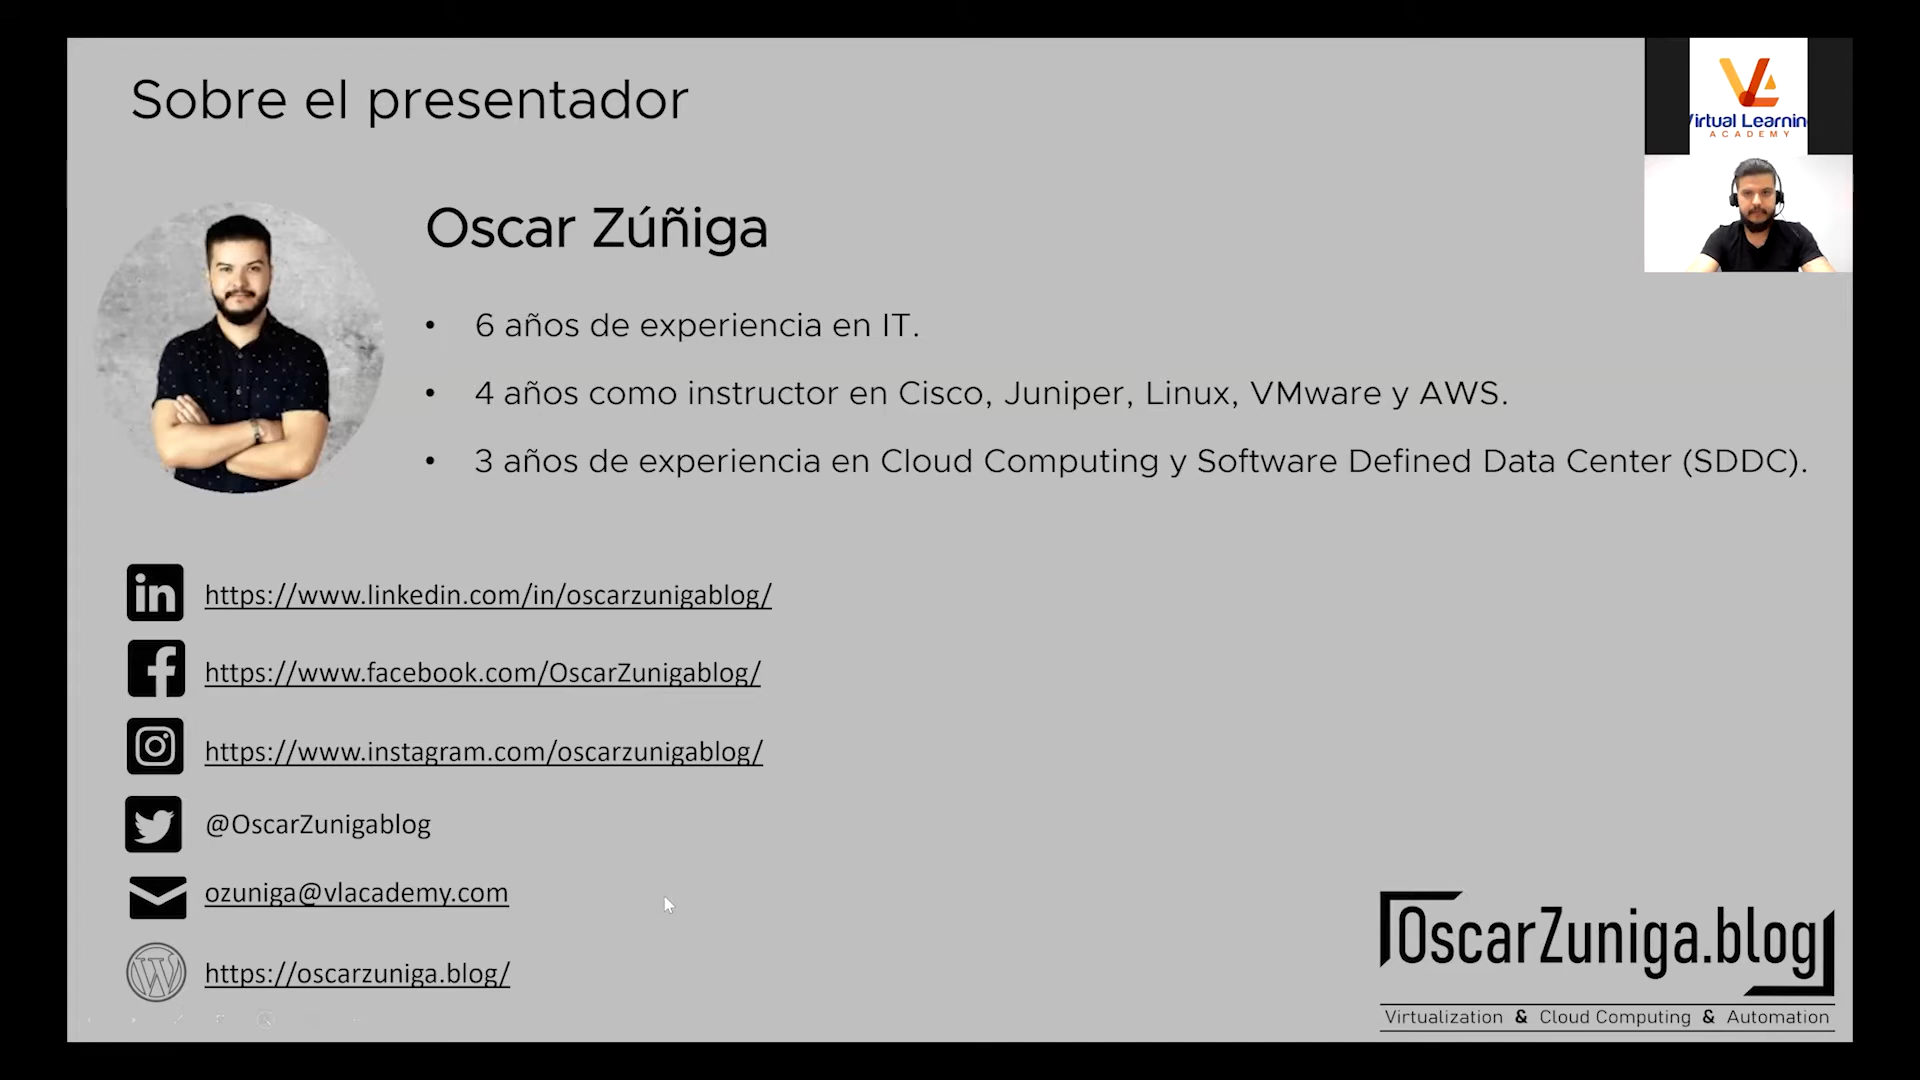 Sobre el presentador
Virtual Learning
ACADEMY
Oscar Zúñiga
• 6 años de experiencia en IT.
• 4 años como instructor en Cisco, Juniper, Linux, VMware y AWS.
• 3 años de experiencia en Cloud Computing y Software Defined Data Center (SDDC).
in https://www.linkedin.com/in/oscarzunigablog/
https://www.facebook.com/OscarZunigablog/
https://www.instagram.com/oscarzunigablog/
@OscarZunigablog
ozuniga@vlacademy.com
https://oscarzuniga.blog/
OscarZuniga.blog
Virtualization & Cloud Computing & Automation